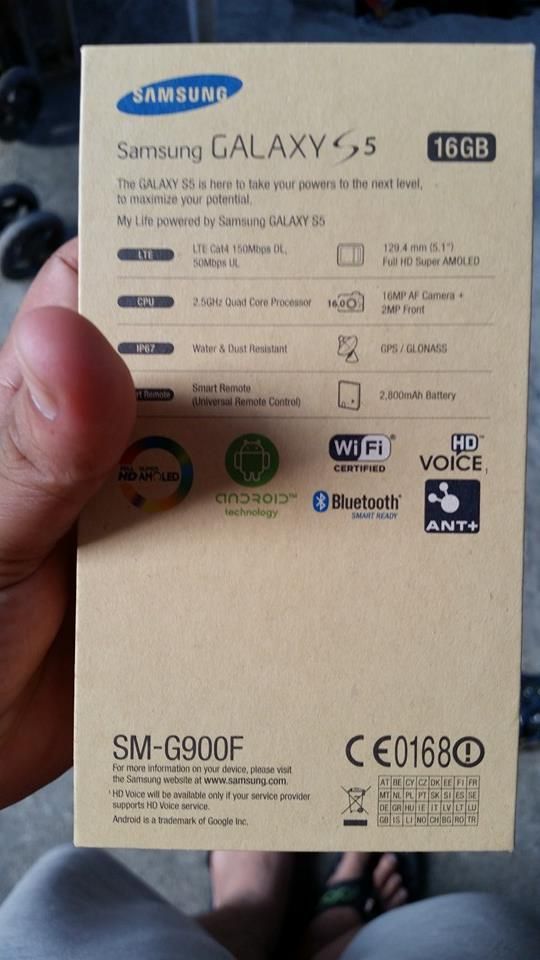 SAMSUNG
Samsung GALAXY S5 16GB
The GALAXY S5 is here to take your powers to the next level,
to maximize your potential.
My Life powered by Samsung GALAXY S5
LTE
LTE Cat4 150Mbps DL,
50Mbps UL
129.4 mm (5.1")
Full HD Super AMOLED
CPU
2.5GHz Quad Core Processor
16.0
16MP AF Camera +
2MP Front
IP67
Water & Dust Resistant
GPS / GLONASS
rt Remote
Smart Remote
(Universal Remote Control)
2,800mAh Battery
FULL SUPER
HD AMOLED
ANDROID™
technology
WiFi®
CERTIFIED
HD™
VOICE1
Bluetooth®
SMART READY
ANT+
SM-G900F
For more information on your device, please visit
the Samsung website at www.samsung.com.
¹ HD Voice will be available only if your service provider
supports HD Voice service.
Android is a trademark of Google Inc.
CE0168
AT BE CY CZ DK EE FI FR
MT NL PL PT SK SI ES SE
DE GR HU IE IT LV LT LU
GB IS LI NO CH BG RO TR